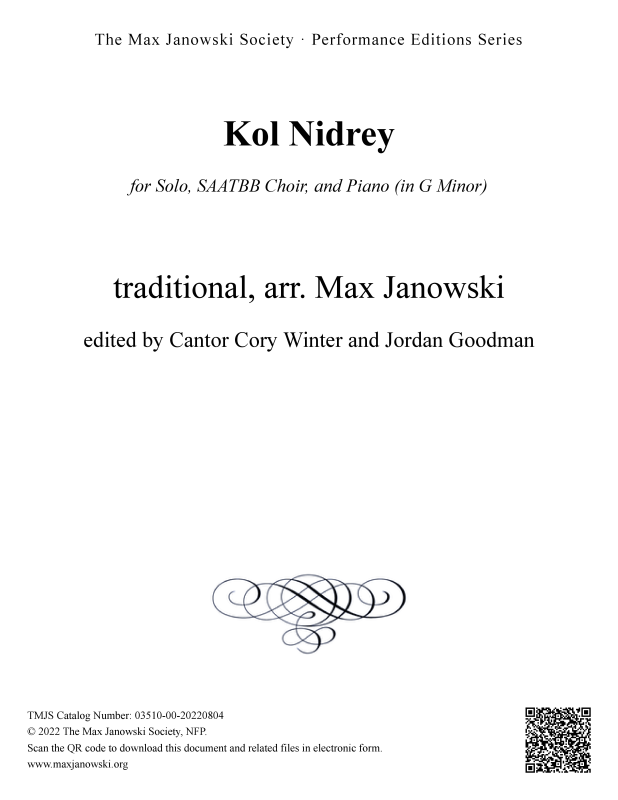 The Max Janowski Society · Performance Editions Series
Kol Nidrey
for Solo, SAATBB Choir, and Piano (in G Minor)
traditional, arr. Max Janowski
edited by Cantor Cory Winter and Jordan Goodman
TMJS Catalog Number: 03510-00-20220804
© 2022 The Max Janowski Society, NFP.
Scan the QR code to download this document and related files in electronic form.
www.maxjanowski.org